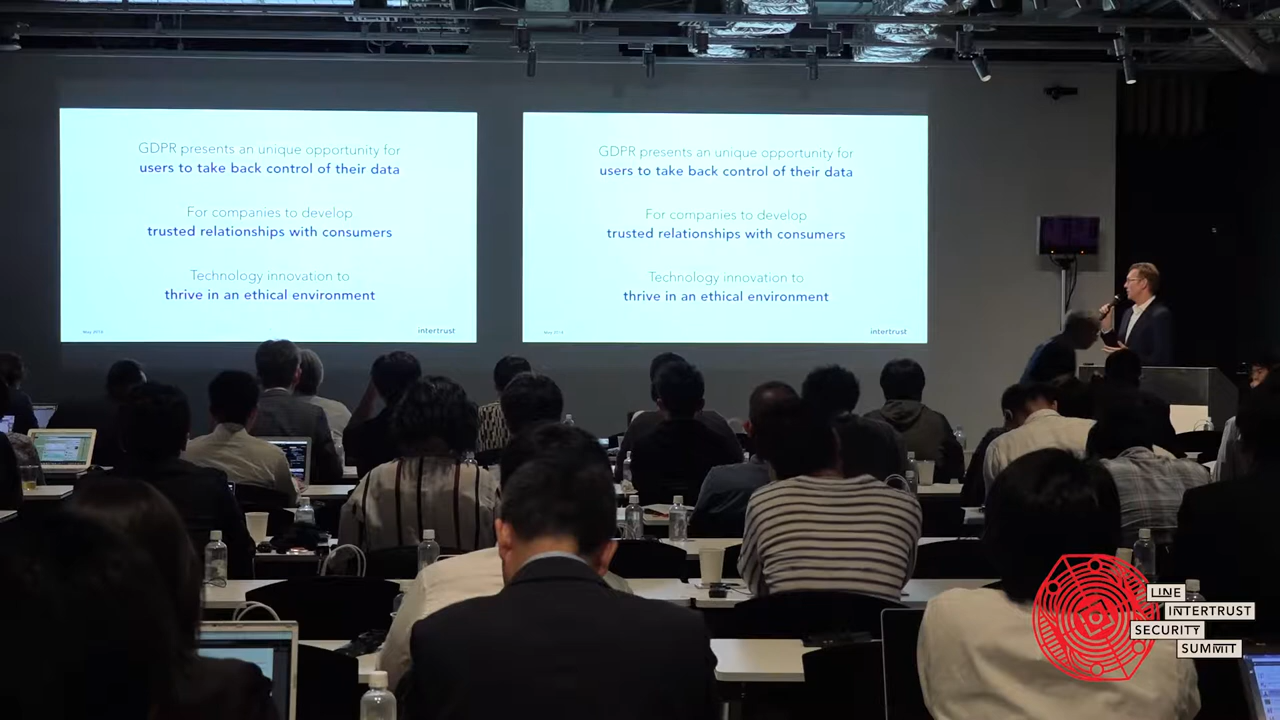 GDPR presents an unique opportunity for
users to take back control of their data
For companies to develop
trusted relationships with consumers
Technology innovation to
thrive in an ethical environment
intertrust
GDPR presents an unique opportunity for
users to take back control of their data
For companies to develop
trusted relationships with consumers
Technology innovation to
thrive in an ethical environment
intertrust
LINE
INTERTRUST
SECURITY
SUMMIT